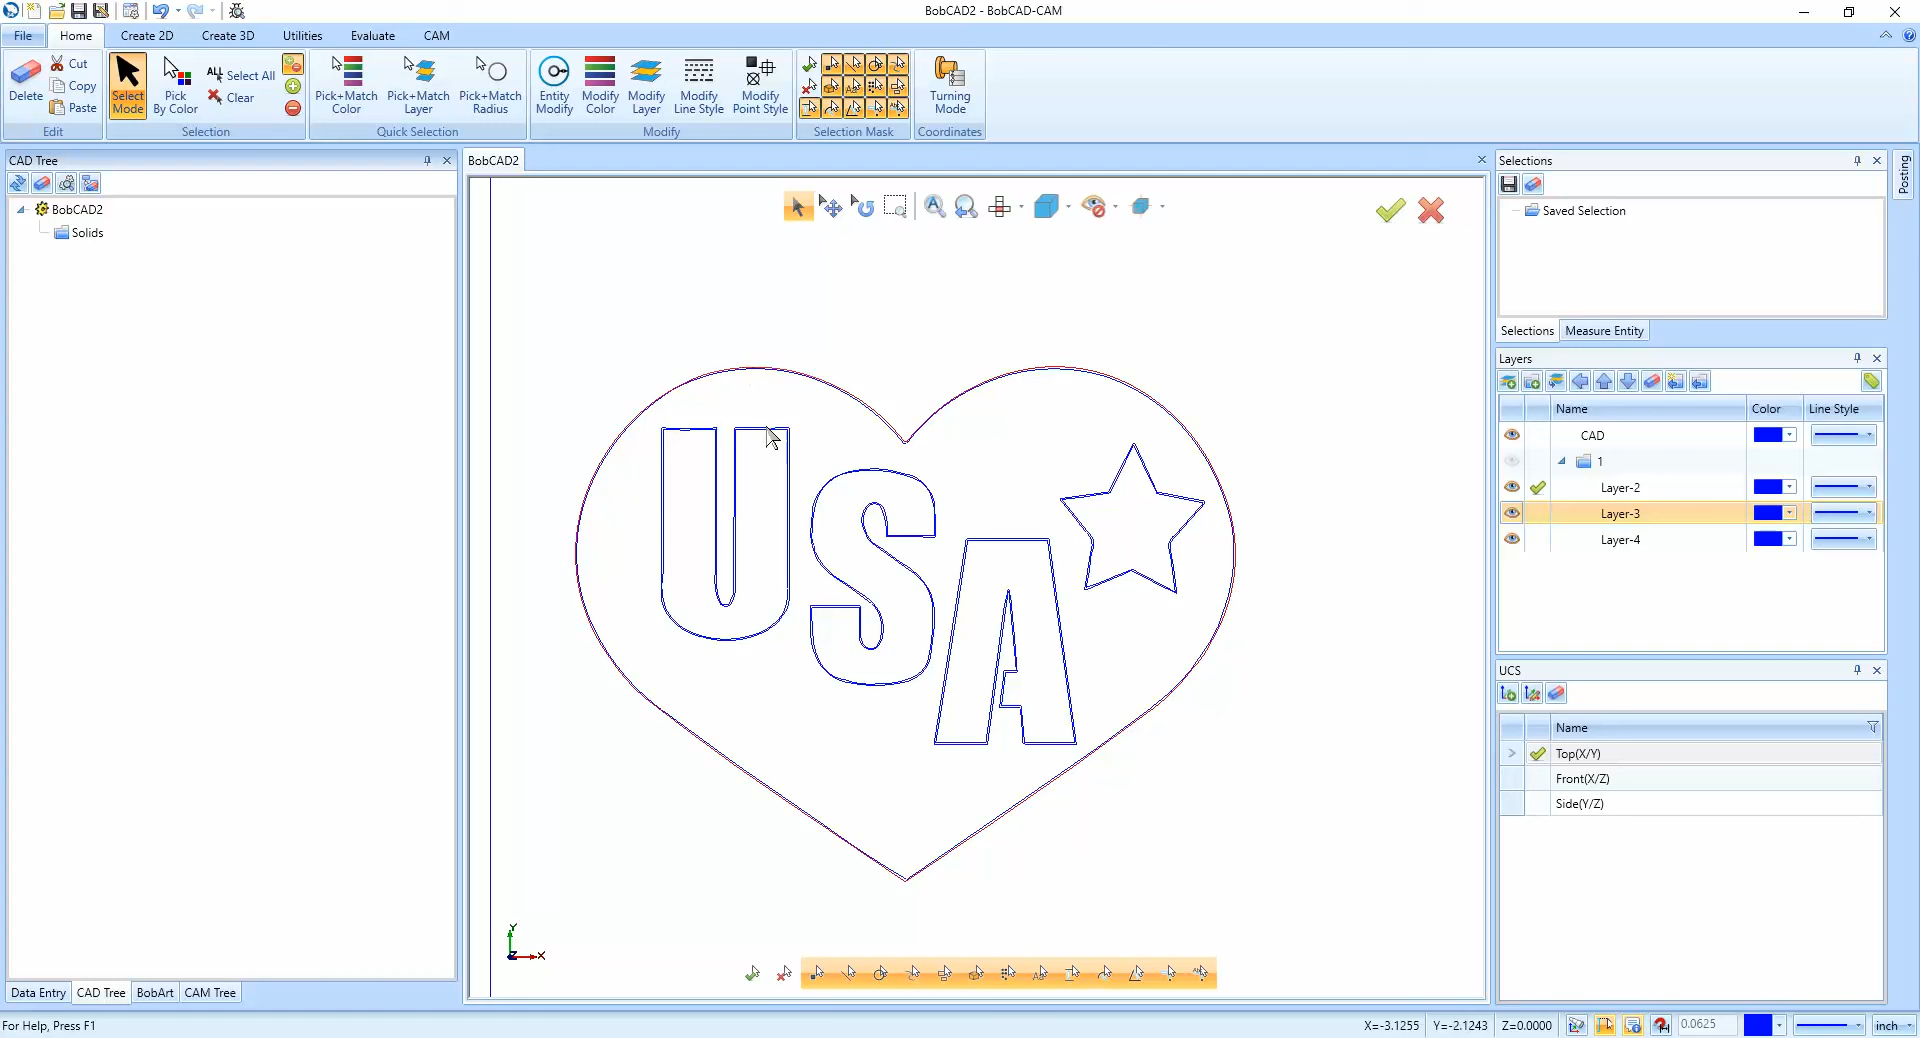 BobCAD2 - BobCAD-CAM
File Home Create 2D Create 3D Utilities Evaluate CAM
Delete
Cut
Copy
Paste
Edit
Select
Mode
Pick
By Color
ALL Select All
Clear
Selection
Pick+Match
Color
Pick+Match
Layer
Pick+Match
Radius
Quick Selection
Entity
Modify
Modify
Color
Modify
Layer
Modify
Line Style
Modify
Point Style
Modify
Selection Mask
Turning
Mode
Coordinates
CAD Tree
BobCAD2
Solids
BobCAD2
USA
Y
Z
X
Selections
Saved Selection
Selections Measure Entity
Posting
Layers
Name Color Line Style
CAD
1
Layer-2
Layer-3
Layer-4
UCS
Name
Top(X/Y)
Front(X/Z)
Side(Y/Z)
Data Entry CAD Tree BobArt CAM Tree
For Help, Press F1
X=-3.1255 Y=-2.1243 Z=0.0000 0.0625 inch